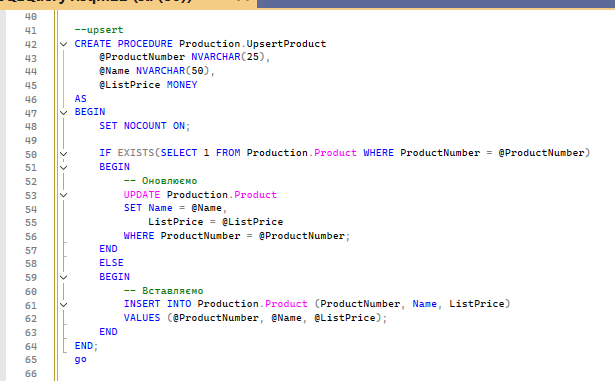 40
41 --upsert
42 CREATE PROCEDURE Production.UpsertProduct
43 @ProductNumber NVARCHAR(25),
44 @Name NVARCHAR(50),
45 @ListPrice MONEY
46 AS
47 BEGIN
48 SET NOCOUNT ON;
49
50 IF EXISTS(SELECT 1 FROM Production.Product WHERE ProductNumber = @ProductNumber)
51 BEGIN
52 -- Оновлюємо
53 UPDATE Production.Product
54 SET Name = @Name,
55 ListPrice = @ListPrice
56 WHERE ProductNumber = @ProductNumber;
57 END
58 ELSE
59 BEGIN
60 -- Вставляємо
61 INSERT INTO Production.Product (ProductNumber, Name, ListPrice)
62 VALUES (@ProductNumber, @Name, @ListPrice);
63 END
64 END;
65 go
66